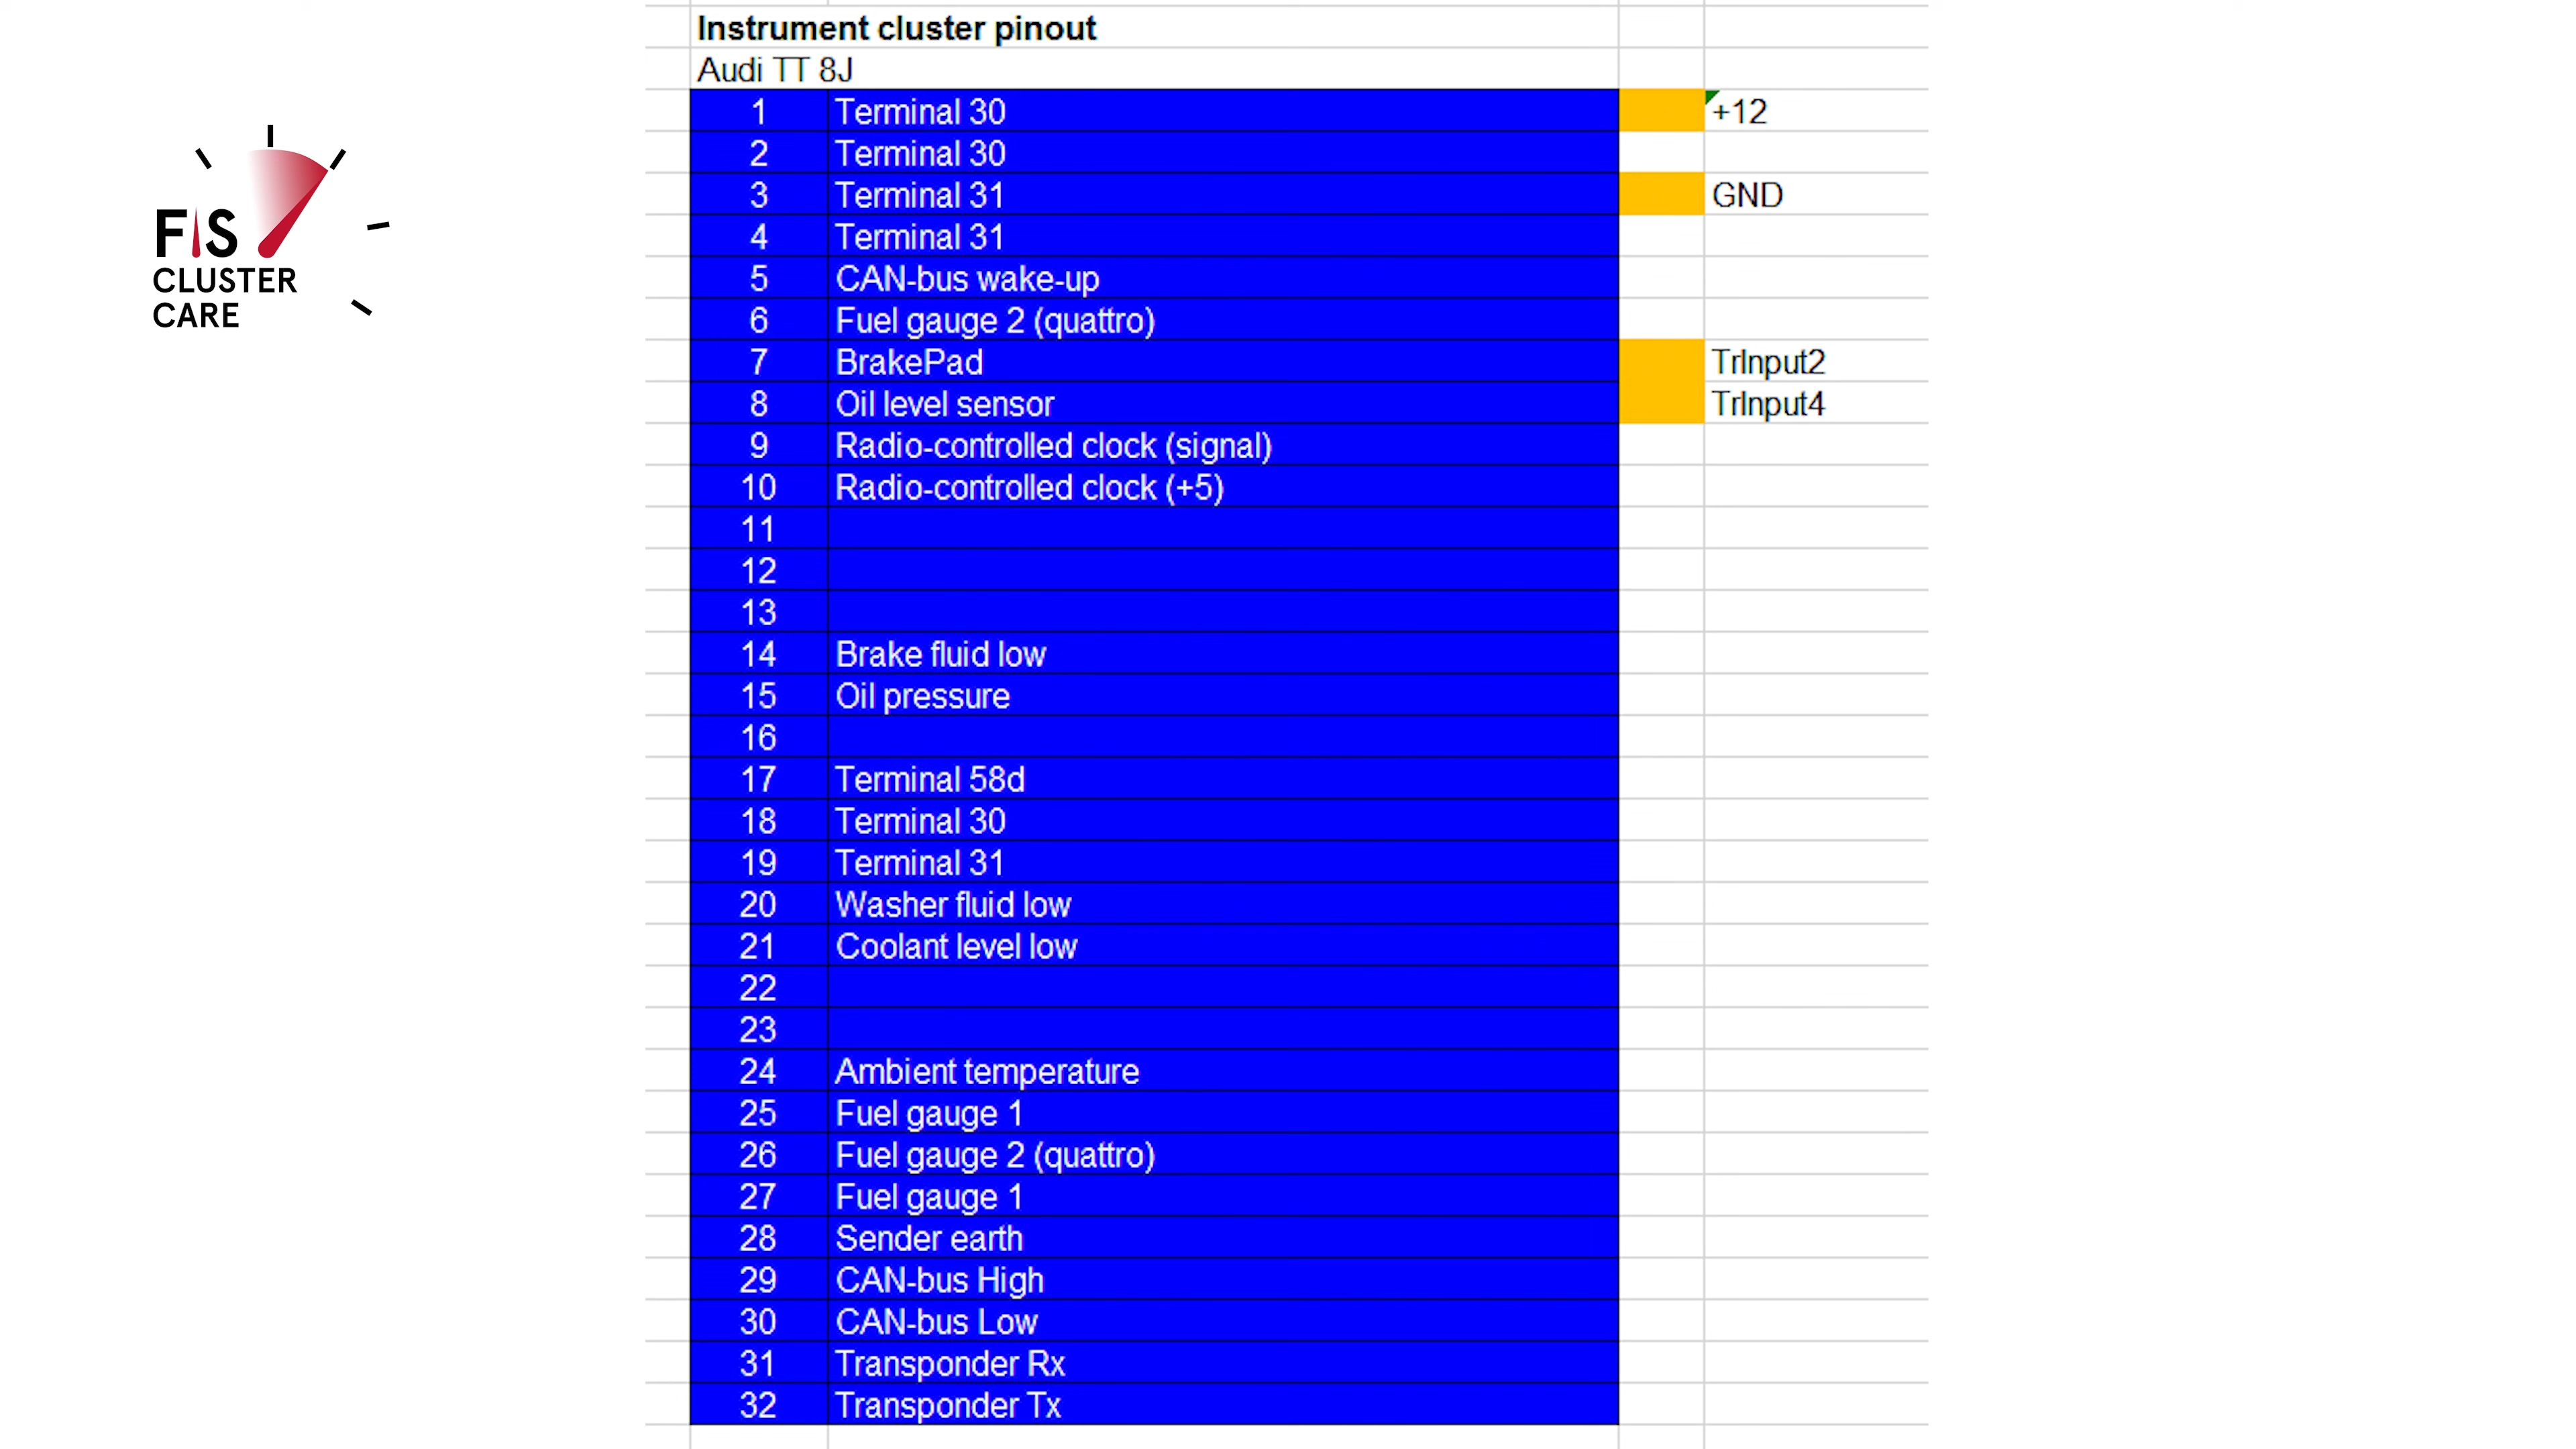 FIS
CLUSTER
CARE
Instrument cluster pinout
Audi TT 8J
1 Terminal 30 +12
2 Terminal 30
3 Terminal 31 GND
4 Terminal 31
5 CAN-bus wake-up
6 Fuel gauge 2 (quattro)
7 BrakePad TrInput2
8 Oil level sensor TrInput4
9 Radio-controlled clock (signal)
10 Radio-controlled clock (+5)
11
12
13
14 Brake fluid low
15 Oil pressure
16
17 Terminal 58d
18 Terminal 30
19 Terminal 31
20 Washer fluid low
21 Coolant level low
22
23
24 Ambient temperature
25 Fuel gauge 1
26 Fuel gauge 2 (quattro)
27 Fuel gauge 1
28 Sender earth
29 CAN-bus High
30 CAN-bus Low
31 Transponder Rx
32 Transponder Tx